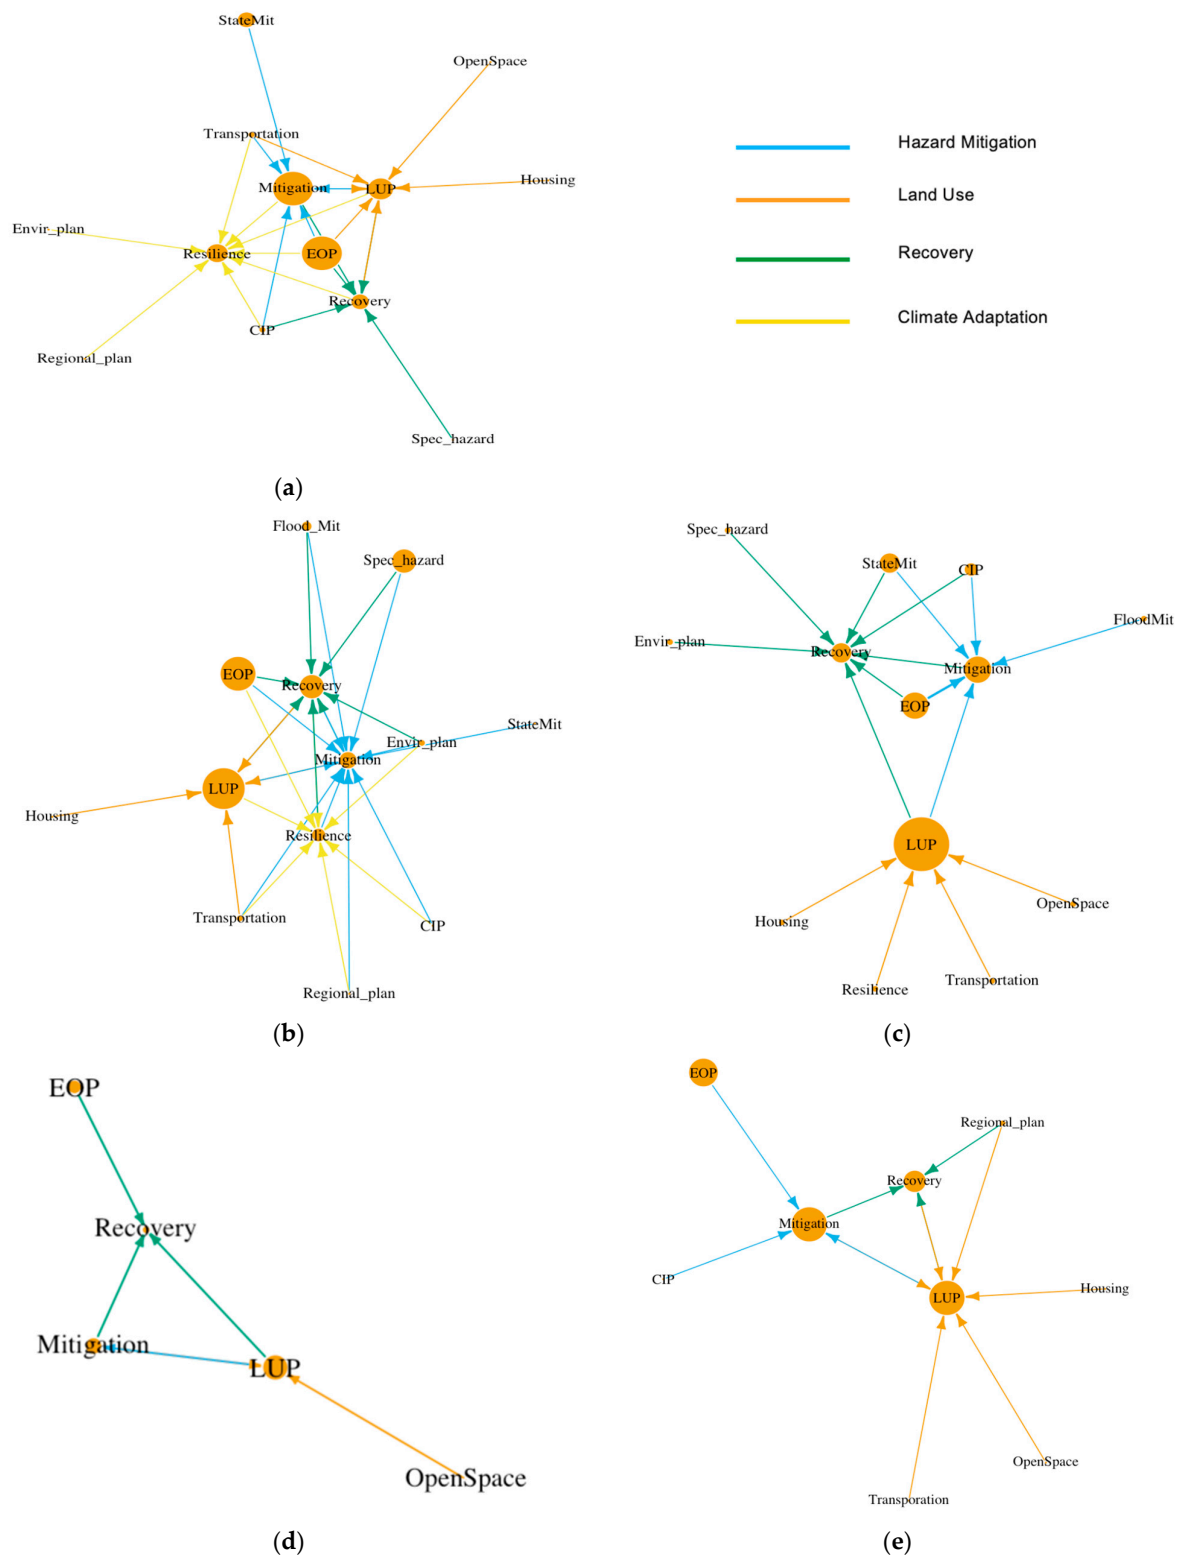 StateMit
OpenSpace
Transportation
Mitigation
LUP
Housing
Envir_plan
Resilience
EOP
Recovery
CIP
Regional_plan
Spec_hazard
Hazard Mitigation
Land Use
Recovery
Climate Adaptation
(a)
Flood_Mit
Spec_hazard
EOP
Recovery
StateMit
Envir_plan
Mitigation
LUP
Housing
Resilience
Transportation
CIP
Regional_plan
(b)
Spec_hazard
StateMit
CIP
FloodMit
Envir_plan
Recovery
Mitigation
EOP
LUP
OpenSpace
Housing
Transportation
Resilience
(c)
EOP
Recovery
Mitigation
LUP
OpenSpace
(d)
EOP
Regional_plan
Recovery
Mitigation
CIP
LUP
Housing
OpenSpace
Transporation
(e)